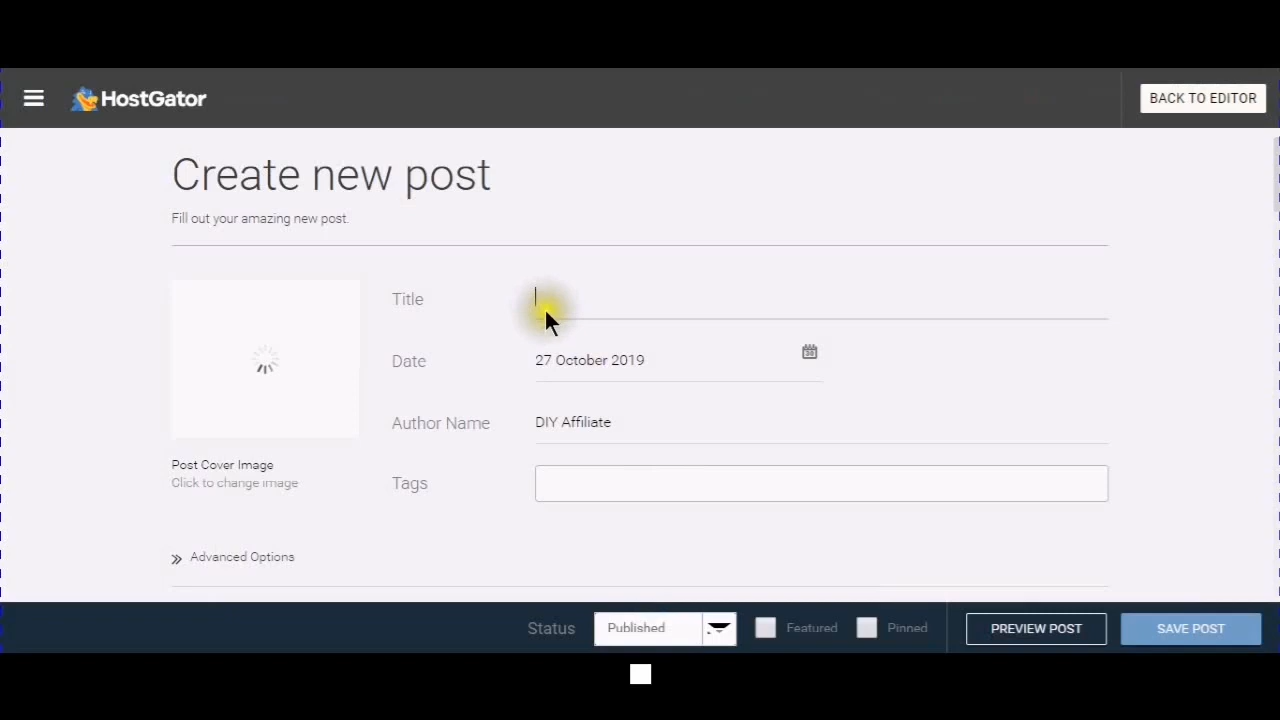 HostGator
BACK TO EDITOR
Create new post
Fill out your amazing new post.
Title
Date
27 October 2019
30
Author Name
DIY Affiliate
Post Cover Image
Click to change image
Tags
Advanced Options
Status
Published
Featured
Pinned
PREVIEW POST
SAVE POST